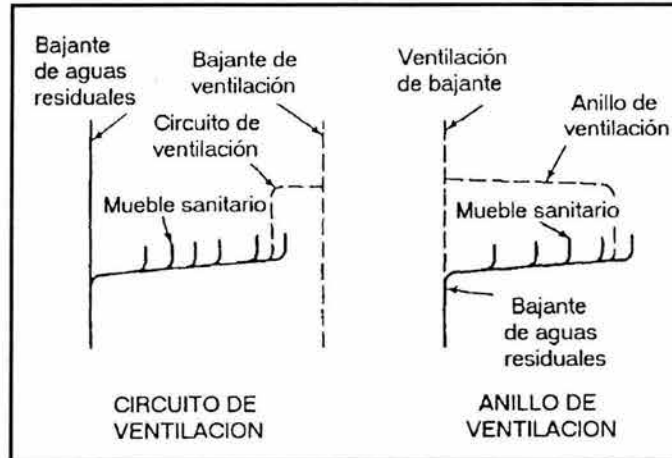 Bajante
de aguas
residuales
Bajante de
ventilación
Circuito de
ventilación
Mueble sanitario
CIRCUITO DE
VENTILACION
Ventilación
de bajante
Anillo de
ventilación
Mueble sanitario
Bajante
de aguas
residuales
ANILLO DE
VENTILACION